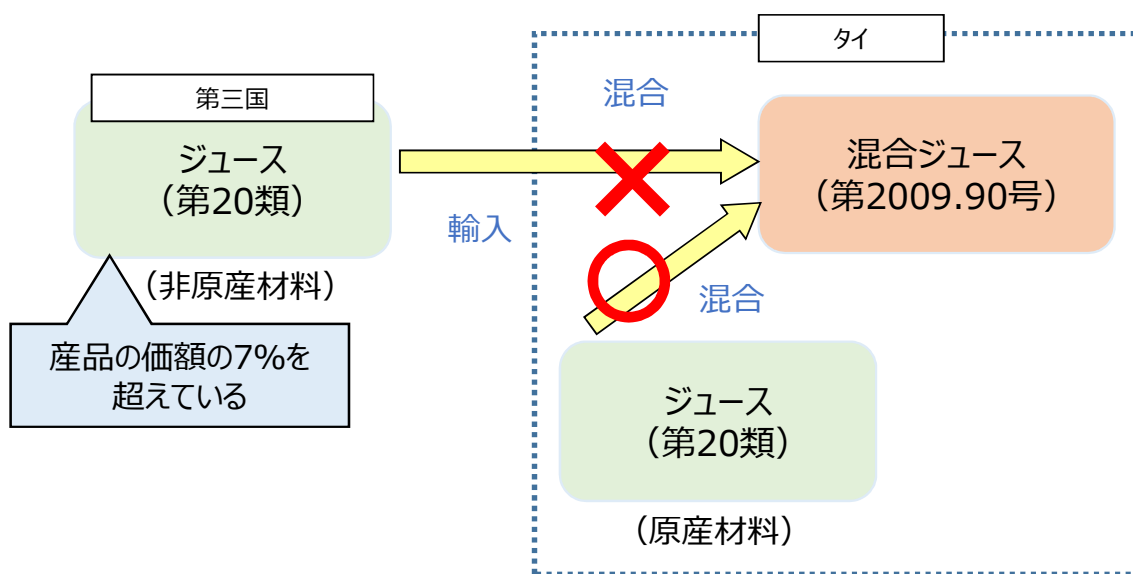 タイ
第三国
混合
ジュース
（第20類）
混合ジュース
（第2009.90号）
輸入
（非原産材料）
混合
産品の価額の7%を
超えている
ジュース
（第20類）
（原産材料）